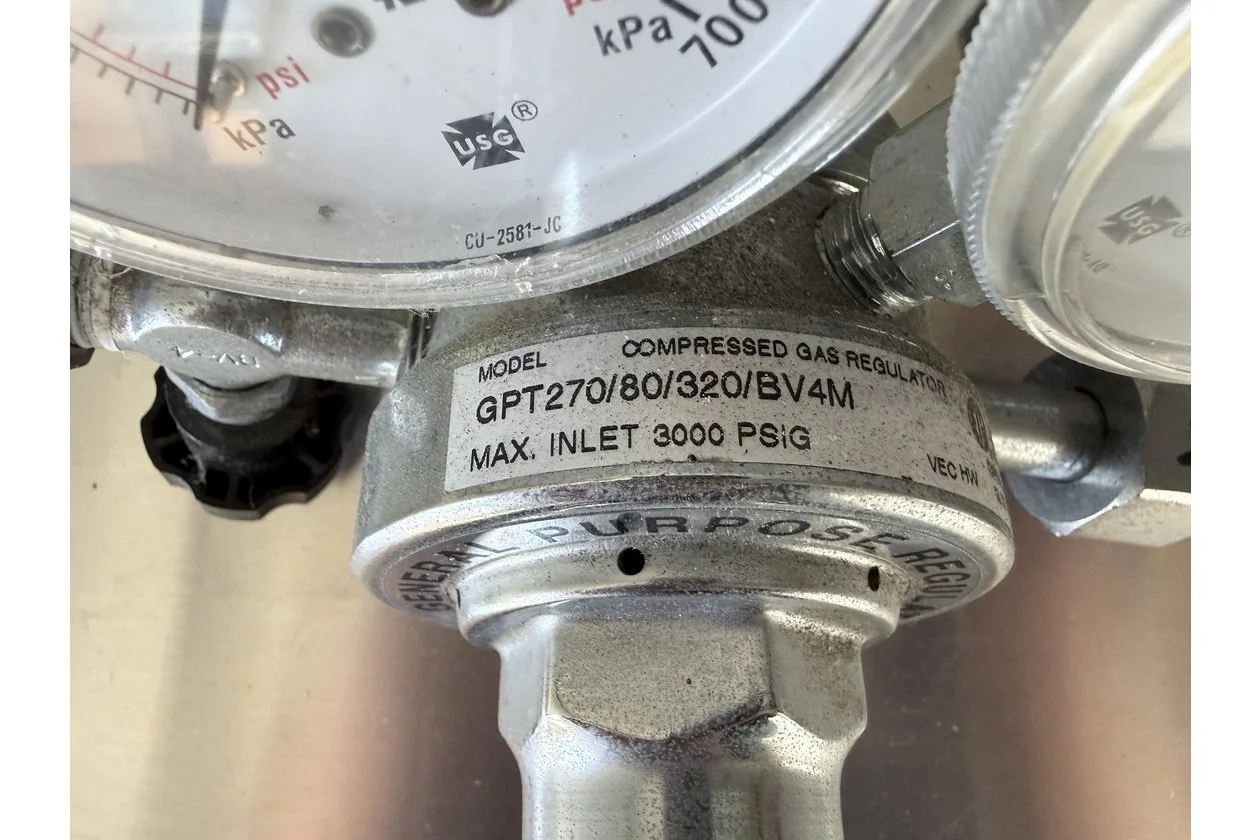 kPa
700
psi
kPa
USG®
CU-2581-JC
USG
MODEL COMPRESSED GAS REGULATOR
GPT270/80/320/BV4M
MAX. INLET 3000 PSIG
VEC HW
GENERAL PURPOSE